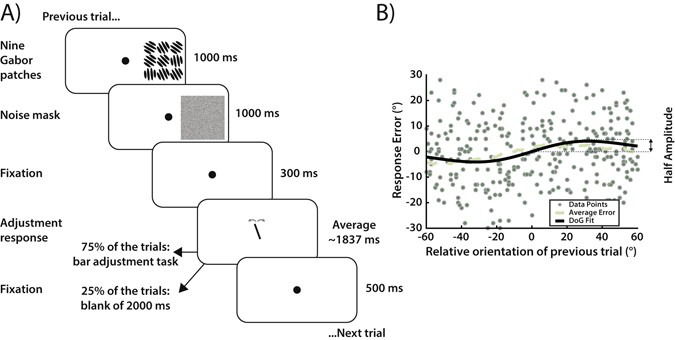 A)
Previous trial...
Nine
Gabor
patches
1000 ms
Noise mask
1000 ms
Fixation
300 ms
Adjustment
response
Average
~1837 ms
75% of the trials:
bar adjustment task
25% of the trials:
blank of 2000 ms
Fixation
500 ms
...Next trial
B)
Response Error (°)
30
20
10
0
-10
-20
-30
-60
-40
-20
0
20
40
60
Data Points
Average Error
DoG Fit
Relative orientation of previous trial (°)
Half Amplitude